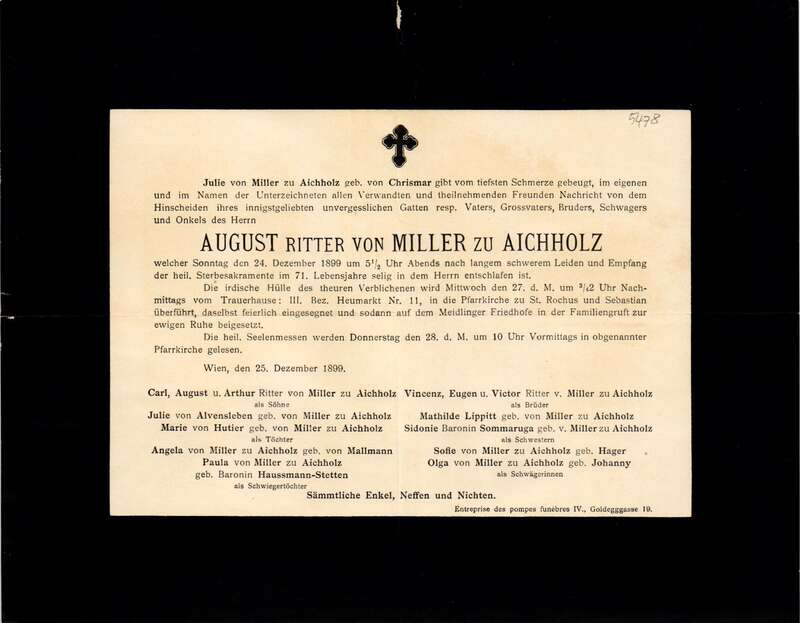 5478
Julie von Miller zu Aichholz geb. von Chrismar gibt vom tiefsten Schmerze gebeugt, im eigenen
und im Namen der Unterzeichneten allen Verwandten und theilnehmenden Freunden Nachricht von dem
Hinscheiden ihres innigstgeliebten unvergesslichen Gatten resp. Vaters, Grossvaters, Bruders, Schwagers
und Onkels des Herrn
AUGUST RITTER VON MILLER ZU AICHHOLZ
welcher Sonntag den 24. Dezember 1899 um 5½ Uhr Abends nach langem schwerem Leiden und Empfang
der heil. Sterbesakramente im 71. Lebensjahre selig in dem Herrn entschlafen ist.
Die irdische Hülle des theuren Verblichenen wird Mittwoch den 27. d. M. um ¾2 Uhr Nach-
mittags vom Trauerhause: III. Bez. Heumarkt Nr. 11, in die Pfarrkirche zu St. Rochus und Sebastian
überführt, daselbst feierlich eingesegnet und sodann auf dem Meidlinger Friedhofe in der Familiengruft zur
ewigen Ruhe beigesetzt.
Die heil. Seelenmessen werden Donnerstag den 28. d. M. um 10 Uhr Vormittags in obgenannter
Pfarrkirche gelesen.
Wien, den 25. Dezember 1899.
Carl, August u. Arthur Ritter von Miller zu Aichholz
als Söhne
Julie von Alvensleben geb. von Miller zu Aichholz
Marie von Hutier geb. von Miller zu Aichholz
als Töchter
Angela von Miller zu Aichholz geb. von Mallmann
Paula von Miller zu Aichholz
geb. Baronin Haussmann-Stetten
als Schwiegertöchter
Vincenz, Eugen u. Victor Ritter v. Miller zu Aichholz
als Brüder
Mathilde Lippitt geb. von Miller zu Aichholz
Sidonie Baronin Sommaruga geb. v. Miller zu Aichholz
als Schwestern
Sofie von Miller zu Aichholz geb. Hager
Olga von Miller zu Aichholz geb. Johanny
als Schwägerinnen
Sämmtliche Enkel, Neffen und Nichten.
Entreprise des pompes funèbres IV., Goldegggasse 19.